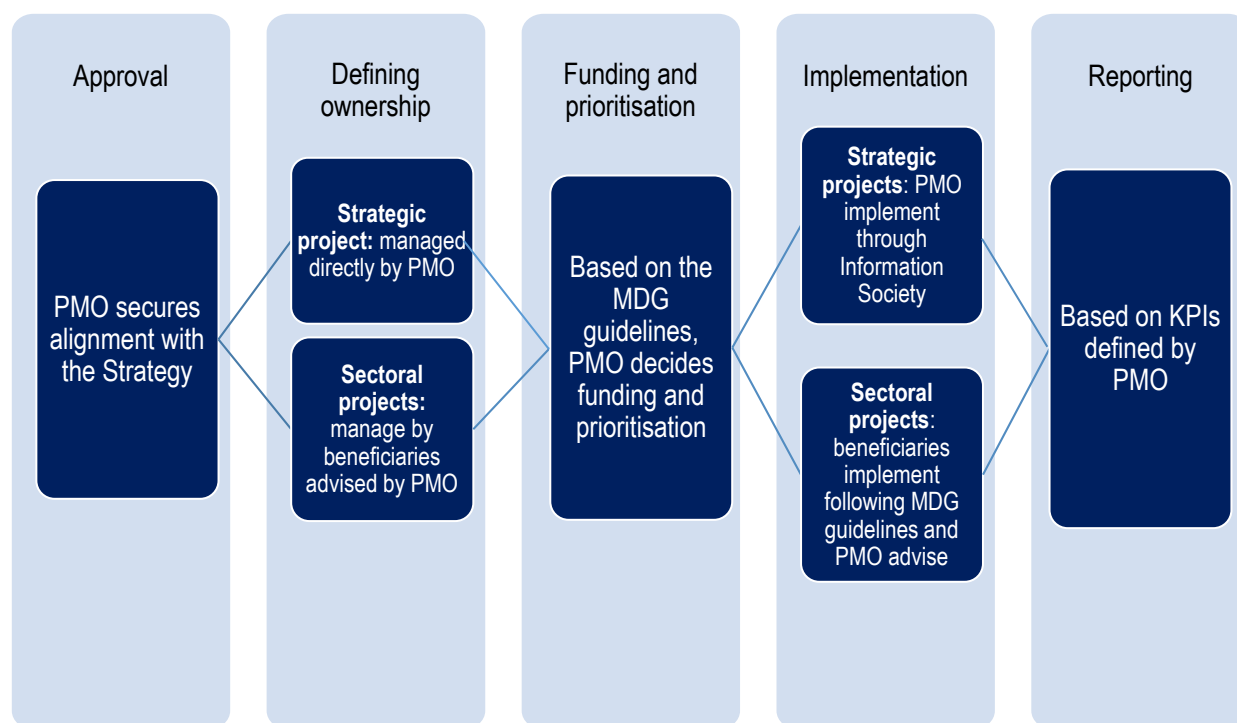 Approval
PMO secures
alignment with
the Strategy
Defining
ownership
Strategic
project: managed
directly by PMO
Sectoral
projects:
manage by
beneficiaries
advised by PMO
Funding and
prioritisation
Based on the
MDG
guidelines,
PMO decides
funding and
prioritisation
Implementation
Strategic
projects: PMO
implement
through
Information
Society
Sectoral
projects:
beneficiaries
implement
following MDG
guidelines and
PMO advise
Reporting
Based on KPIs
defined by
PMO